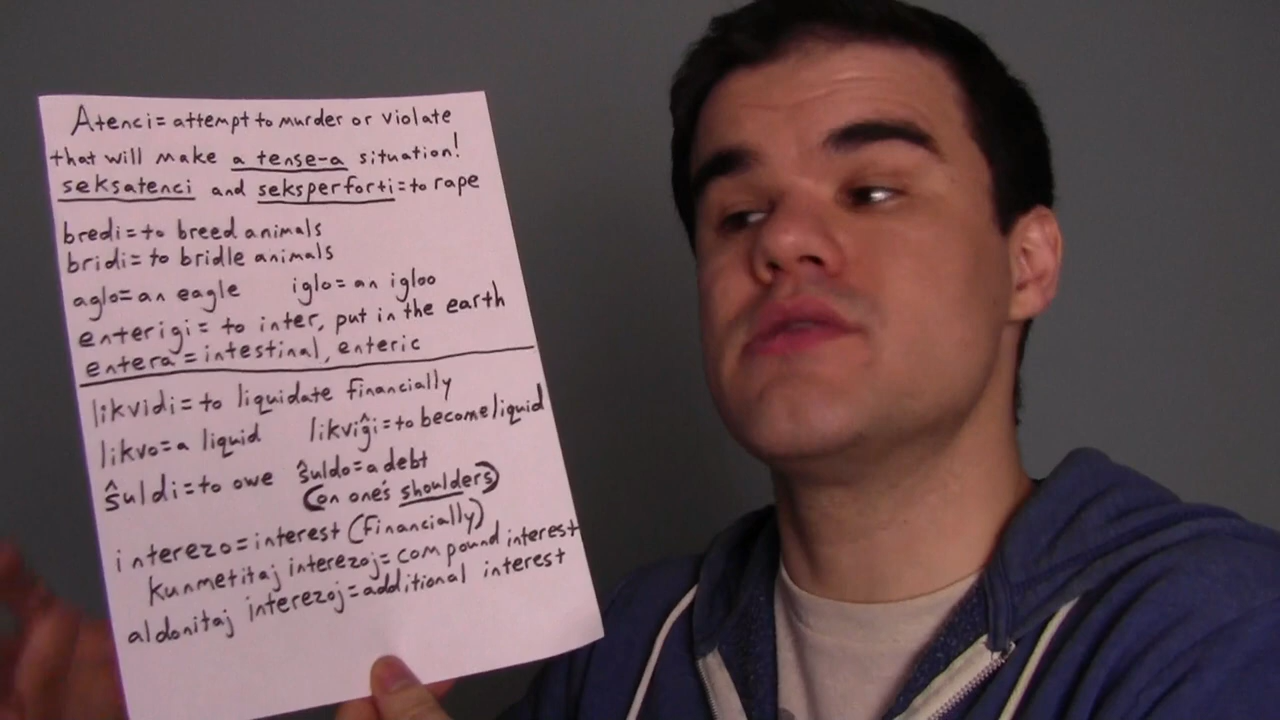 Atenci = attempt to murder or violate
that will make a tense-a situation!
seksatenci and seksperforti = to rape
bredi = to breed animals
bridi = to bridle animals
aglo = an eagle iglo = an igloo
enterigi = to inter, put in the earth
entera = intestinal, enteric
likvidi = to liquidate financially
likvo = a liquid likviĝi = to become liquid
ŝuldi = to owe ŝuldo = a debt
(on one's shoulders)
interezo = interest (financially)
kunmetitaj interezoj = compound interest
aldonitaj interezoj = additional interest